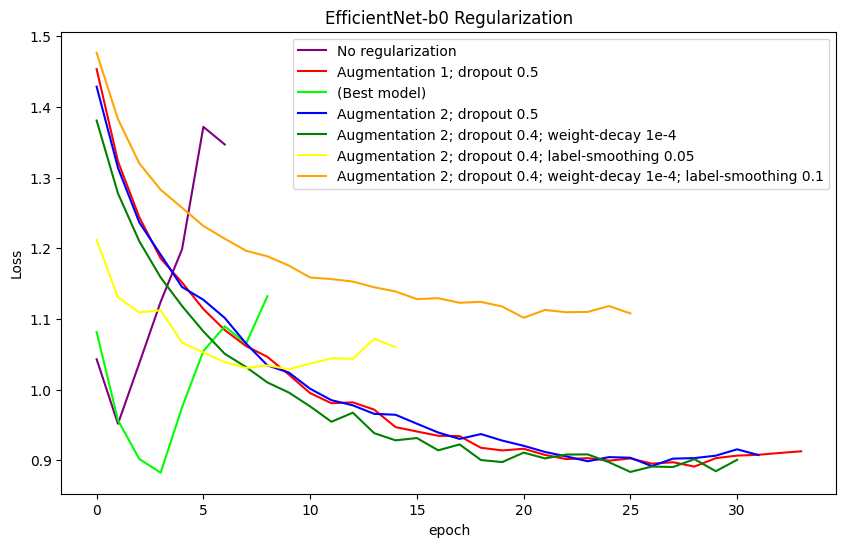 EfficientNet-b0 Regularization
No regularization
Augmentation 1; dropout 0.5
(Best model)
Augmentation 2; dropout 0.5
Augmentation 2; dropout 0.4; weight-decay 1e-4
Augmentation 2; dropout 0.4; label-smoothing 0.05
Augmentation 2; dropout 0.4; weight-decay 1e-4; label-smoothing 0.1
Loss
1.5
1.4
1.3
1.2
1.1
1.0
0.9
0 5 10 15 20 25 30
epoch